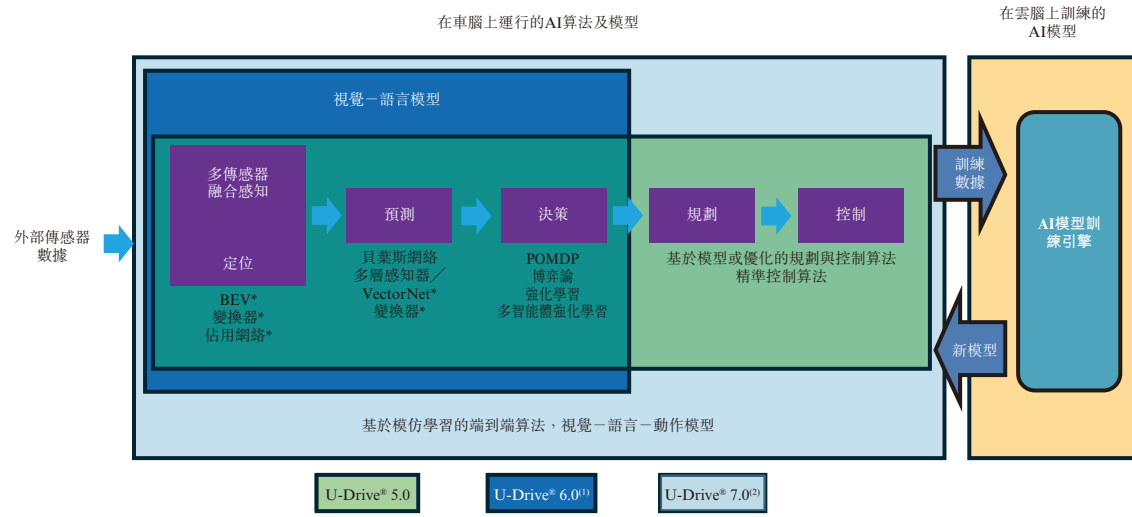 在車腦上運行的AI算法及模型
在雲腦上訓練的
AI模型
視覺－語言模型
多傳感器
融合感知
定位
BEV*
變換器*
佔用網絡*
預測
貝葉斯網絡
多層感知器／
VectorNet*
變換器*
決策
POMDP
博弈論
強化學習
多智能體強化學習
規劃
控制
基於模型或優化的規劃與控制算法
精準控制算法
外部傳感器
數據
訓練
數據
新模型
AI模型訓
練引擎
基於模仿學習的端到端算法，視覺－語言－動作模型
U-Drive® 5.0
U-Drive® 6.0⁽¹⁾
U-Drive® 7.0⁽²⁾